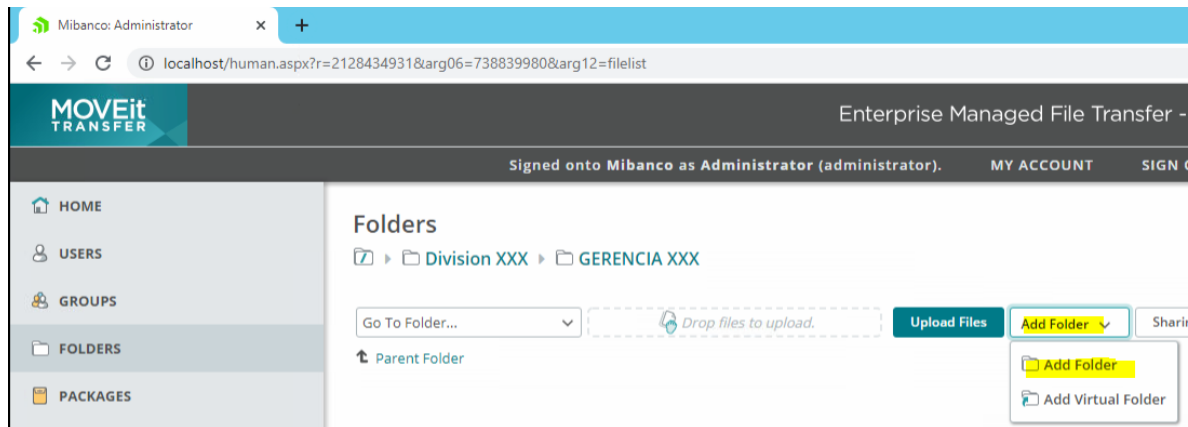 Mibanco: Administrator
localhost/human.aspx?r=2128434931&arg06=738839980&arg12=filelist
MOVEit
TRANSFER
Enterprise Managed File Transfer -
Signed onto Mibanco as Administrator (administrator). MY ACCOUNT SIGN
HOME
USERS
GROUPS
FOLDERS
PACKAGES
Folders
Division XXX GERENCIA XXX
Go To Folder... Drop files to upload. Upload Files Add Folder
Parent Folder
Add Folder
Add Virtual Folder